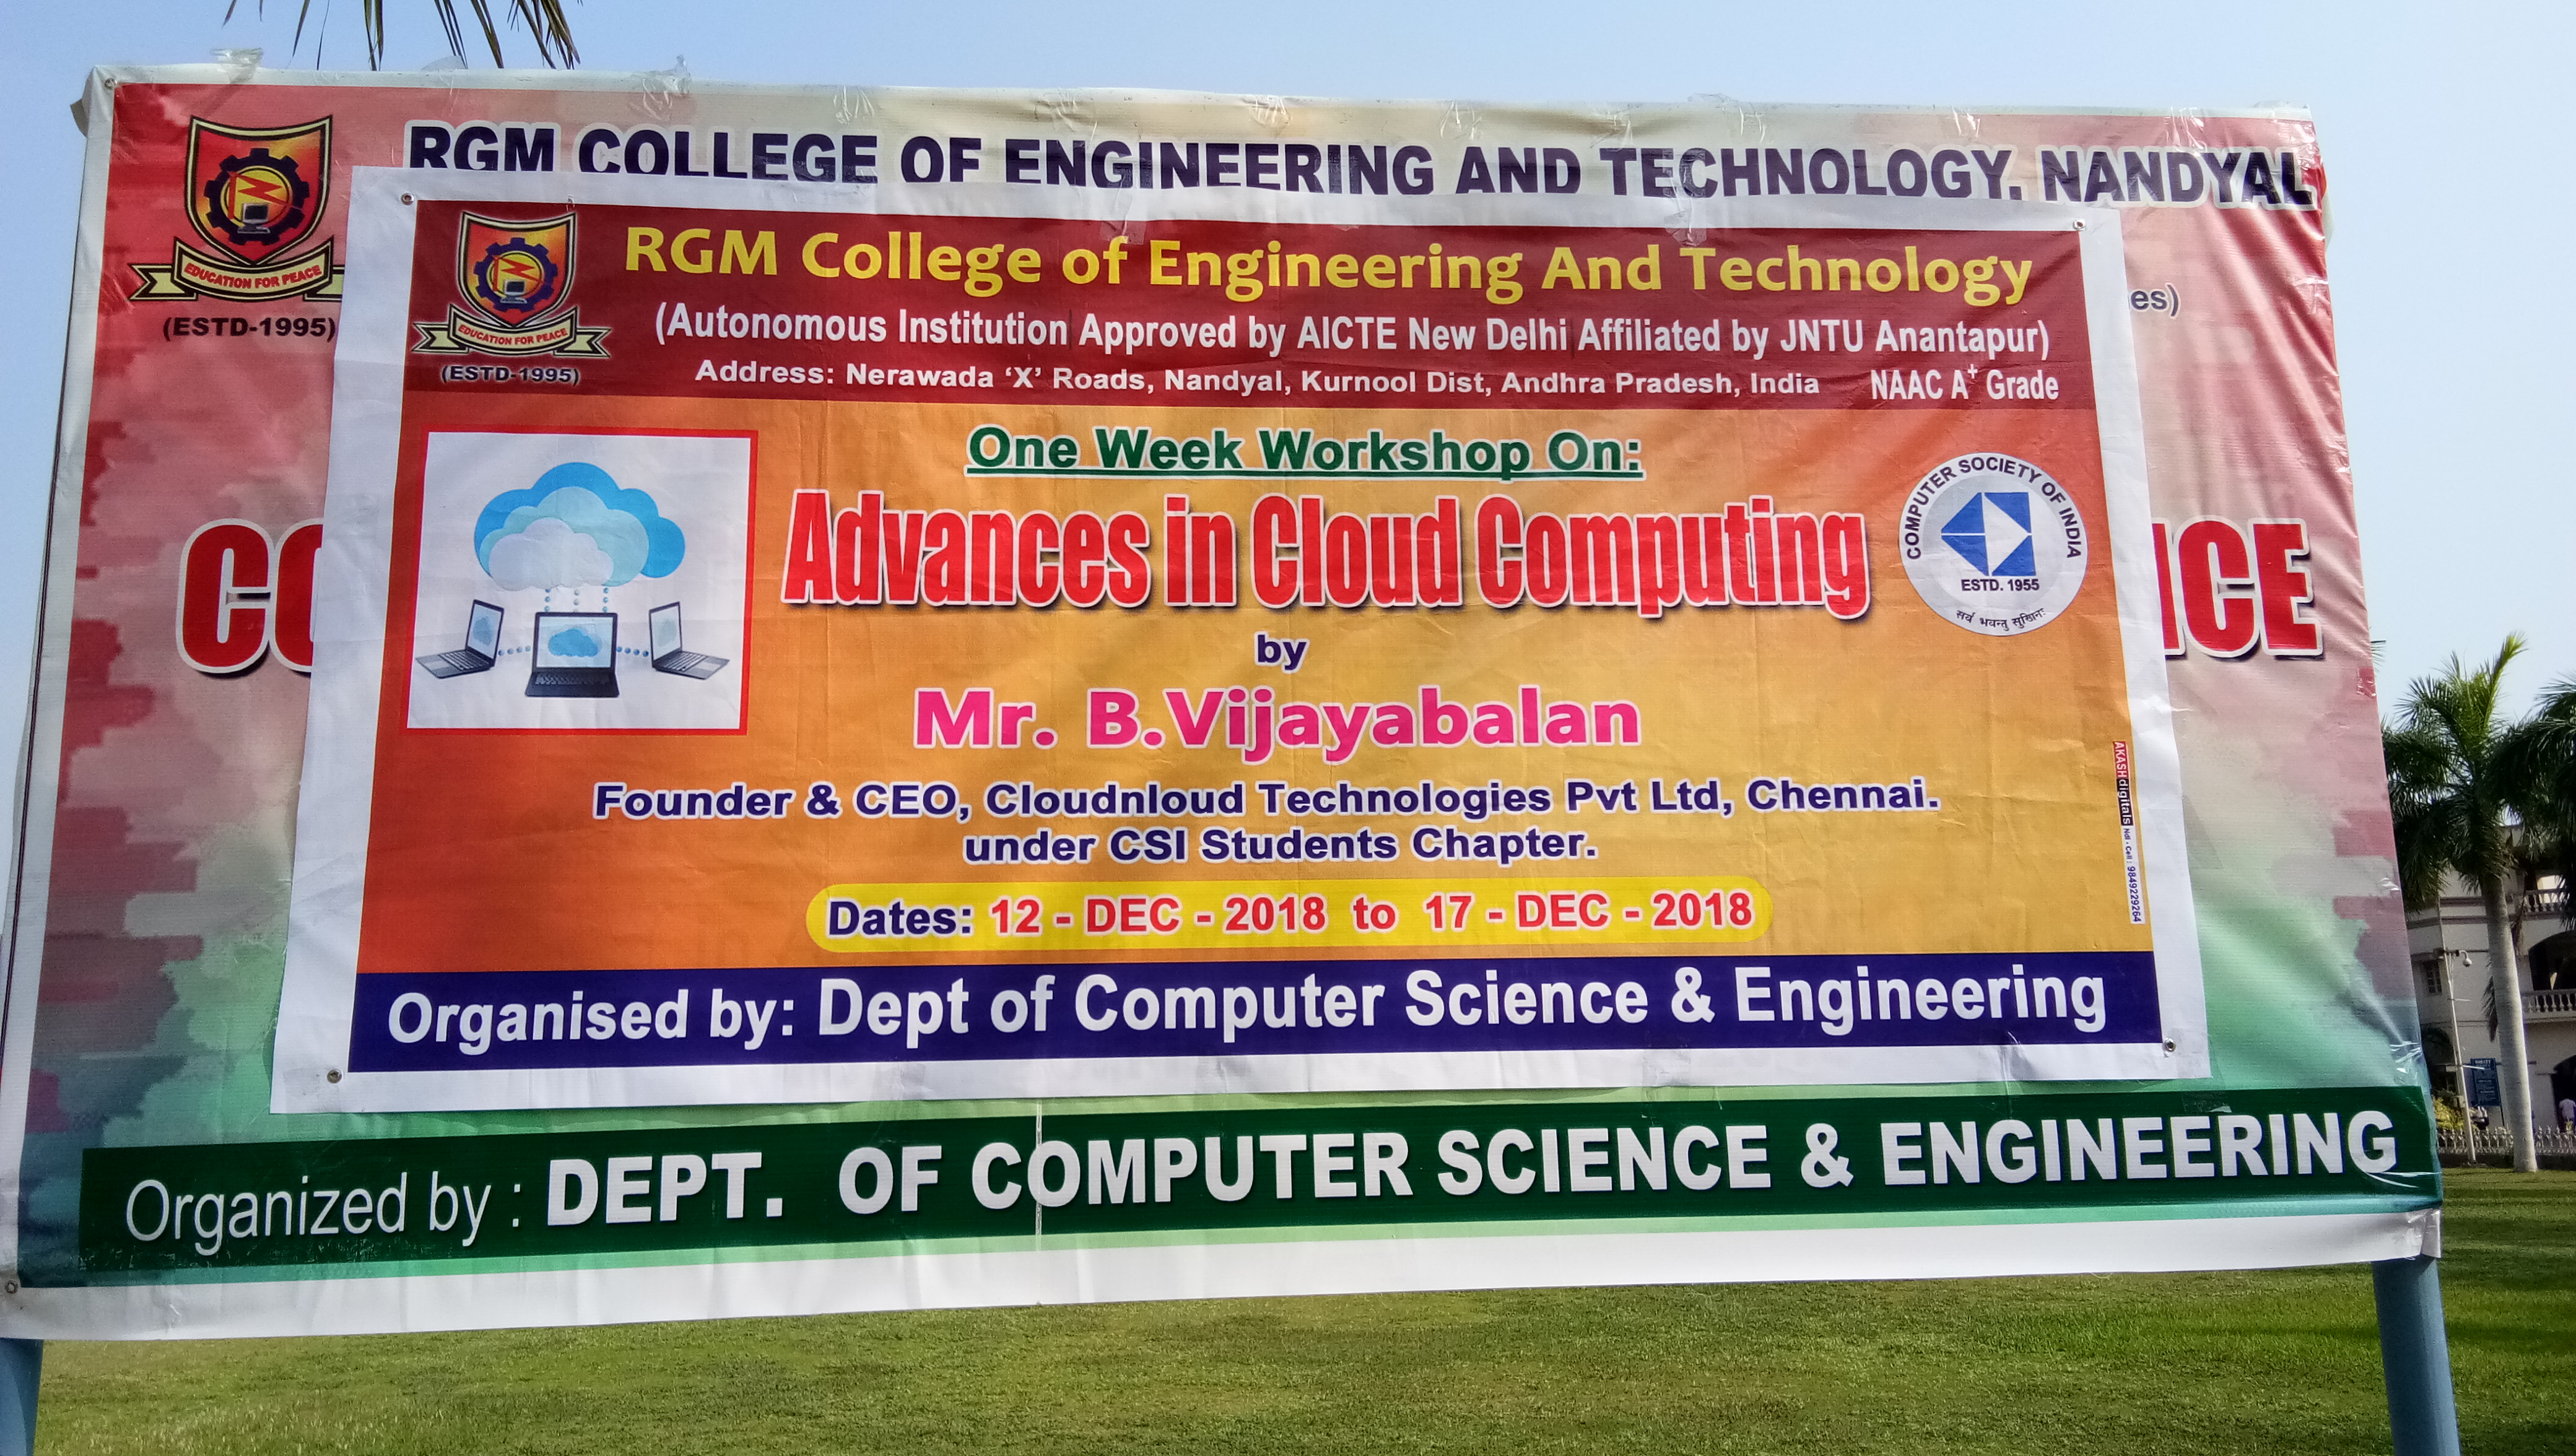 RGM COLLEGE OF ENGINEERING AND TECHNOLOGY, NANDYAL
EDUCATION FOR PEACE
(ESTD-1995)
es)
CO
ICE
RGM College of Engineering And Technology
(Autonomous Institution Approved by AICTE New Delhi Affiliated by JNTU Anantapur)
Address: Nerawada ‘X’ Roads, Nandyal, Kurnool Dist, Andhra Pradesh, India NAAC A+ Grade
EDUCATION FOR PEACE
(ESTD-1995)
One Week Workshop On:
Advances in Cloud Computing
COMPUTER SOCIETY OF INDIA
ESTD. 1955
सर्वे भवन्तु सुखिनः
by
Mr. B.Vijayabalan
Founder & CEO, Cloudnloud Technologies Pvt Ltd, Chennai.
under CSI Students Chapter.
Dates: 12 - DEC - 2018 to 17 - DEC - 2018
AKASH digitals Ndl - Cell : 9849229264
Organised by: Dept of Computer Science & Engineering
Organized by : DEPT. OF COMPUTER SCIENCE & ENGINEERING